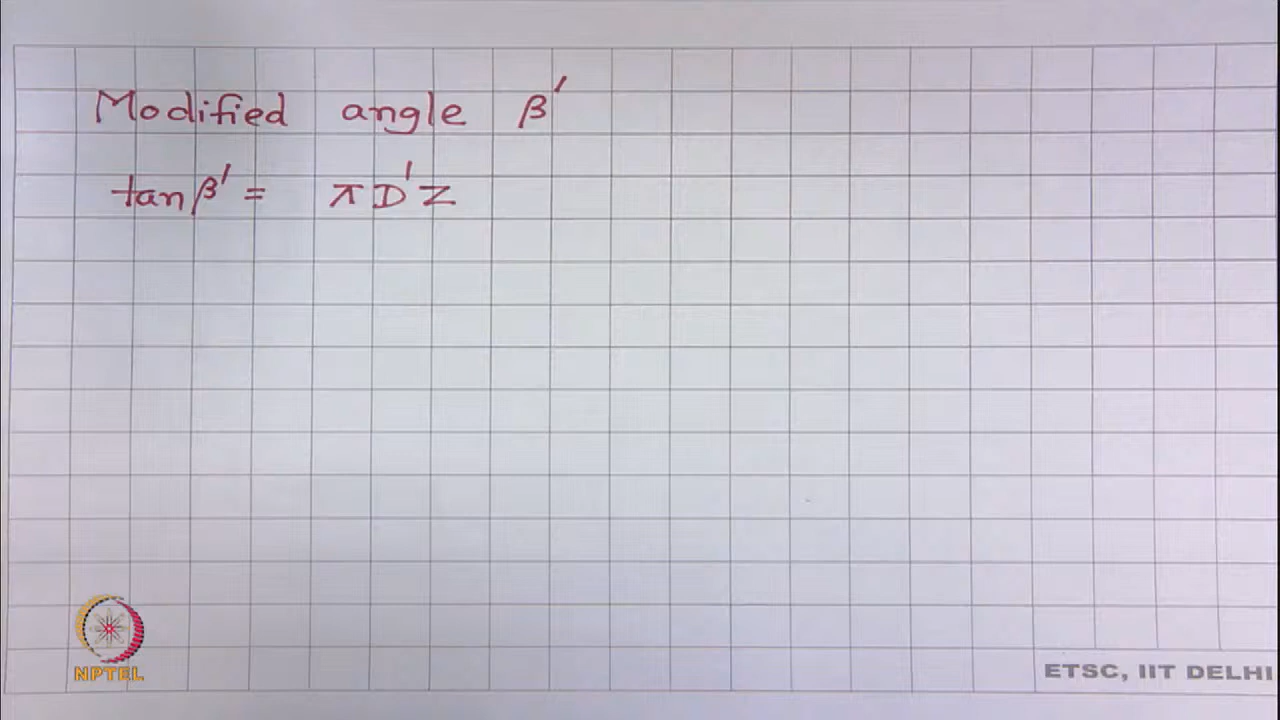 Modified angle β'
tan β' = π D' Z
NPTEL
ETSC, IIT DELHI